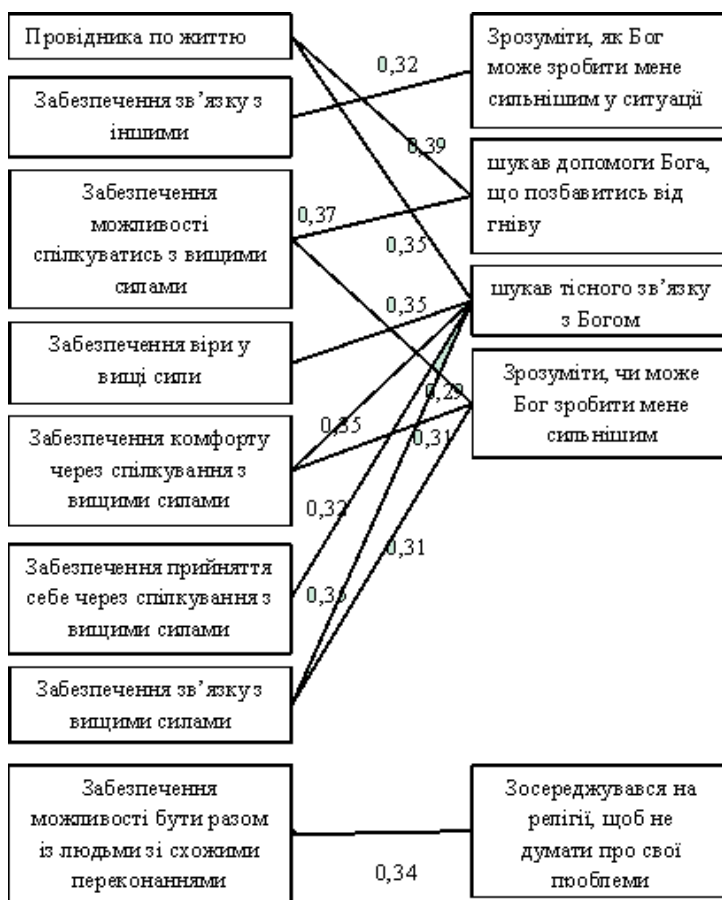 Провідника по життю
Забезпечення зв’язку з
іншими
Забезпечення
можливості
спілкуватись з вищими
силами
Забезпечення віри у
вищі сили
Забезпечення комфорту
через спілкування з
вищими силами
Забезпечення прийняття
себе через спілкування з
вищими силами
Забезпечення зв’язку з
вищими силами
Забезпечення
можливості бути разом
із людьми зі схожими
переконаннями
0,32
0,39
0,37
0,35
0,35
0,29
0,35
0,31
0,32
0,31
0,34
Зрозуміти, як Бог
може зробити мене
сильнішим у ситуації
шукав допомоги Бога,
що позбавитись від
гніву
шукав тісного зв’язку
з Богом
Зрозуміти, чи може
Бог зробити мене
сильнішим
Зосереджувався на
релігії, щоб не
думати про свої
проблеми